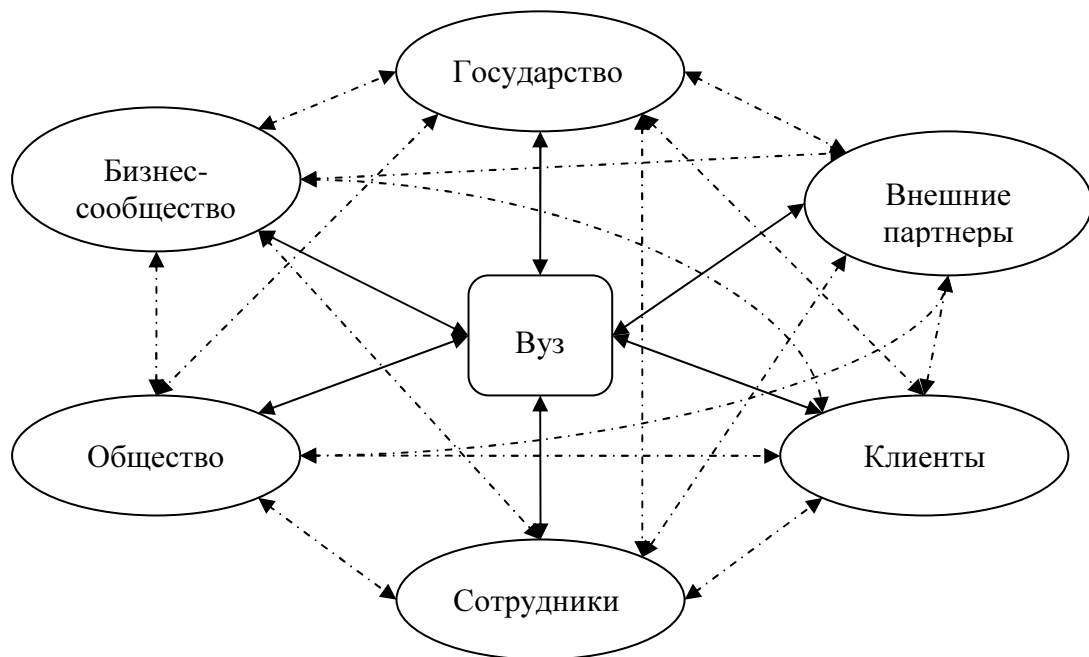 Государство
Бизнес-
сообщество
Внешние
партнеры
Вуз
Общество
Клиенты
Сотрудники